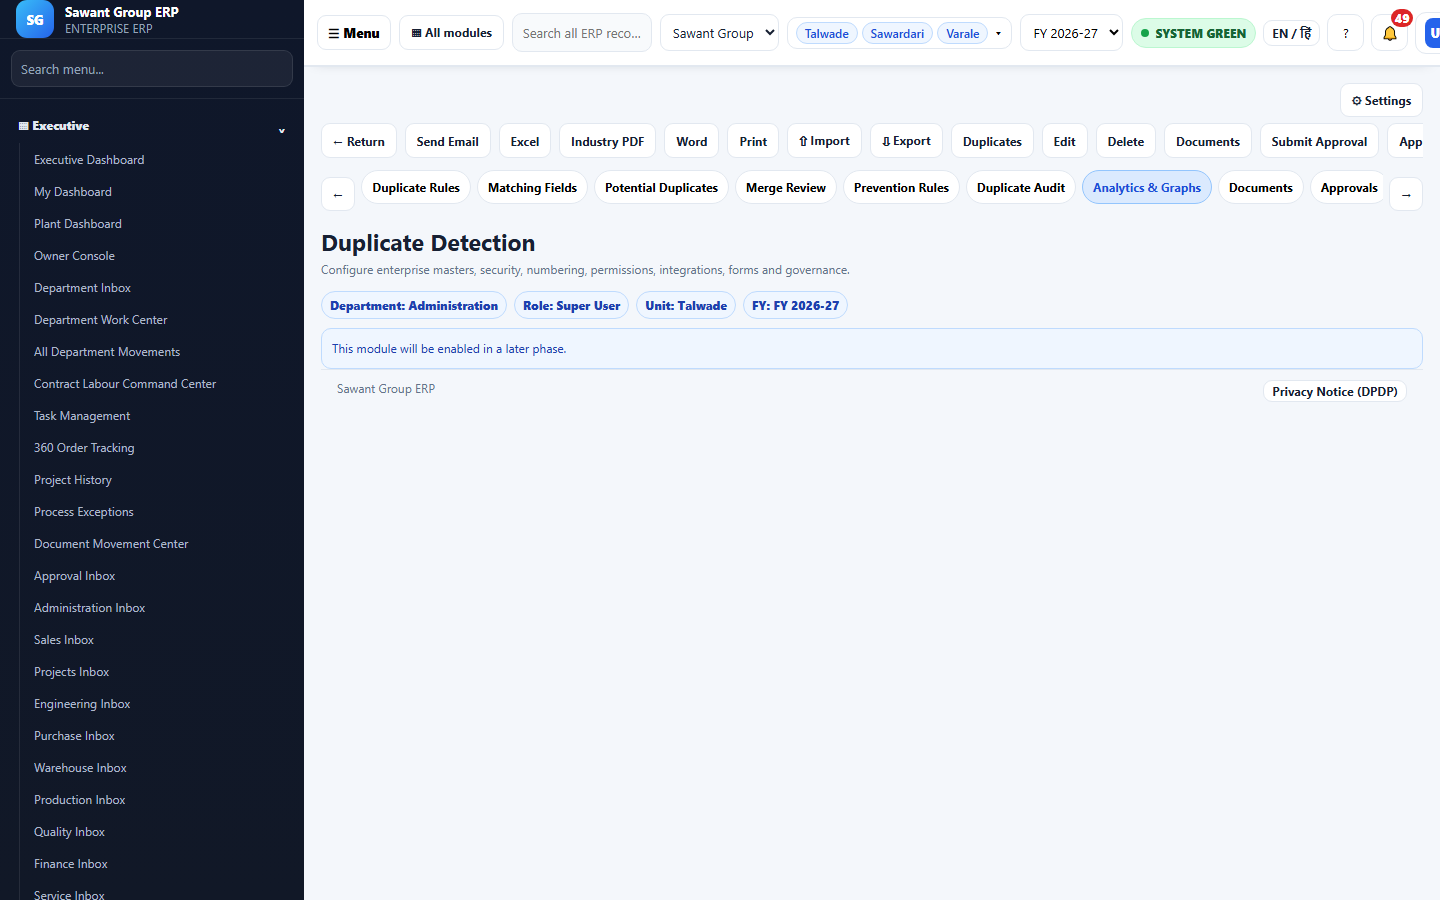 SG
Sawant Group ERP
ENTERPRISE ERP
Search menu...
Executive
Executive Dashboard
My Dashboard
Plant Dashboard
Owner Console
Department Inbox
Department Work Center
All Department Movements
Contract Labour Command Center
Task Management
360 Order Tracking
Project History
Process Exceptions
Document Movement Center
Approval Inbox
Administration Inbox
Sales Inbox
Projects Inbox
Engineering Inbox
Purchase Inbox
Warehouse Inbox
Production Inbox
Quality Inbox
Finance Inbox
Service Inbox
☰ Menu
All modules
Search all ERP reco...
Sawant Group
Talwade Sawardari Varale
FY 2026-27
SYSTEM GREEN
EN / हिं
?
49
U
⚙ Settings
← Return Send Email Excel Industry PDF Word Print ⇧ Import ⇩ Export Duplicates Edit Delete Documents Submit Approval App
← Duplicate Rules Matching Fields Potential Duplicates Merge Review Prevention Rules Duplicate Audit Analytics & Graphs Documents Approvals →
Duplicate Detection
Configure enterprise masters, security, numbering, permissions, integrations, forms and governance.
Department: Administration Role: Super User Unit: Talwade FY: FY 2026-27
This module will be enabled in a later phase.
Sawant Group ERP
Privacy Notice (DPDP)